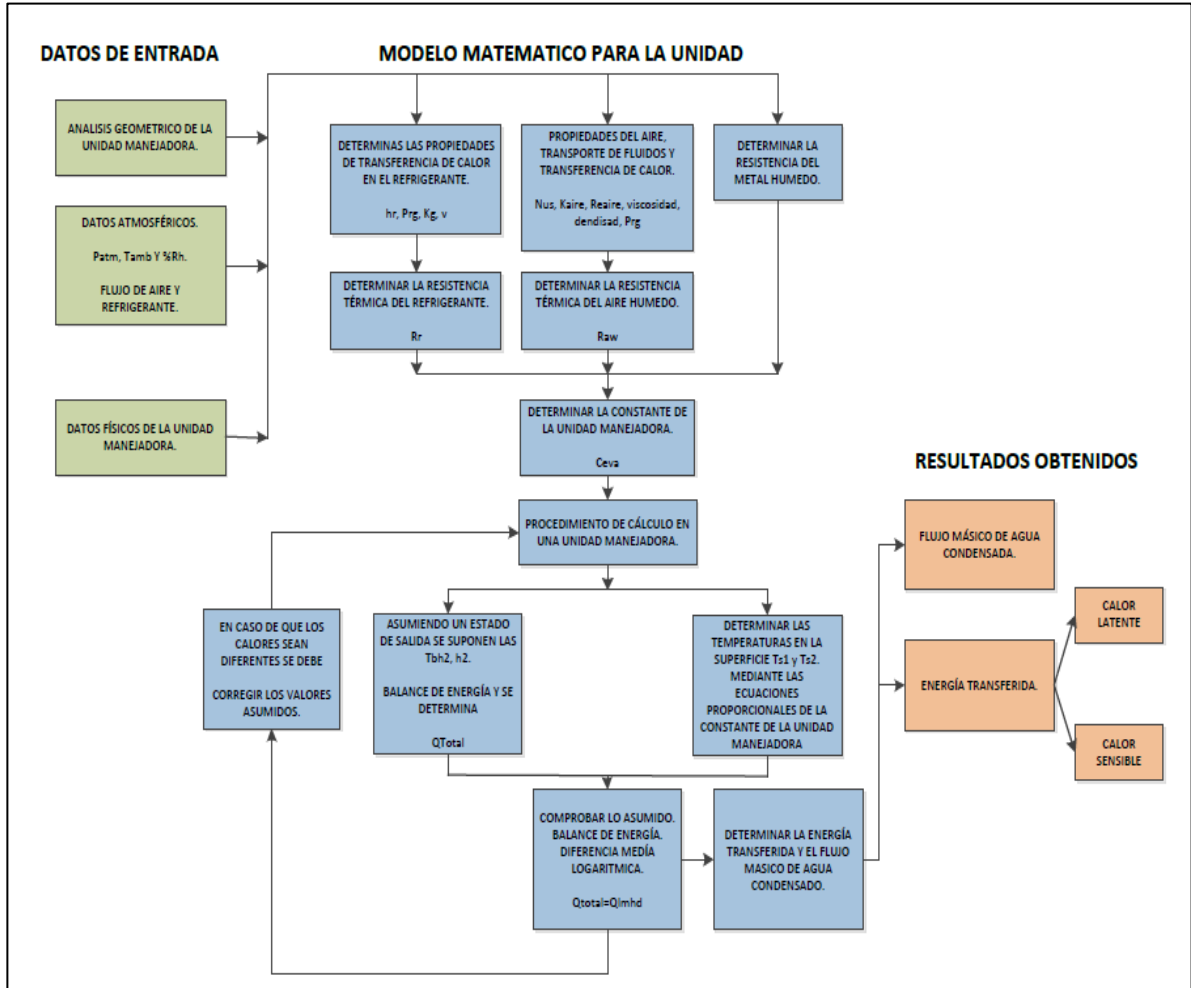 DATOS DE ENTRADA
MODELO MATEMATICO PARA LA UNIDAD
ANALISIS GEOMETRICO DE LA
UNIDAD MANEJADORA.
DATOS ATMOSFÉRICOS.
Patm, Tamb Y %Rh.
FLUJO DE AIRE Y
REFRIGERANTE.
DATOS FÍSICOS DE LA UNIDAD
MANEJADORA.
DETERMINAS LAS PROPIEDADES
DE TRANSFERENCIA DE CALOR
EN EL REFRIGERANTE.
hr, Prg, Kg, v
PROPIEDADES DEL AIRE,
TRANSPORTE DE FLUIDOS Y
TRANSFERENCIA DE CALOR.
Nus, Kaire, Reaire, viscosidad,
dendisad, Prg
DETERMINAR LA
RESISTENCIA DEL
METAL HUMEDO.
DETERMINAR LA RESISTENCIA
TÉRMICA DEL REFRIGERANTE.
Rr
DETERMINAR LA RESISTENCIA
TÉRMICA DEL AIRE HUMEDO.
Raw
DETERMINAR LA CONSTANTE DE
LA UNIDAD MANEJADORA.
Ceva
PROCEDIMIENTO DE CÁLCULO EN
UNA UNIDAD MANEJADORA.
EN CASO DE QUE LOS
CALORES SEAN
DIFERENTES SE DEBE
CORREGIR LOS VALORES
ASUMIDOS.
ASUMIENDO UN ESTADO
DE SALIDA SE SUPONEN LAS
Tbh2, h2.
BALANCE DE ENERGÍA Y SE
DETERMINA
QTotal
DETERMINAR LAS
TEMPERATURAS EN LA
SUPERFICIE Ts1 y Ts2.
MEDIANTE LAS
ECUACIONES
PROPORCIONALES DE LA
CONSTANTE DE LA UNIDAD
MANEJADORA
COMPROBAR LO ASUMIDO.
BALANCE DE ENERGÍA.
DIFERENCIA MEDÍA
LOGARITMICA.
Qtotal=Qlmhd
DETERMINAR LA ENERGÍA
TRANSFERIDA Y EL FLUJO
MASICO DE AGUA
CONDENSADO.
RESULTADOS OBTENIDOS
FLUJO MÁSICO DE AGUA
CONDENSADA.
ENERGÍA TRANSFERIDA.
CALOR
LATENTE
CALOR
SENSIBLE